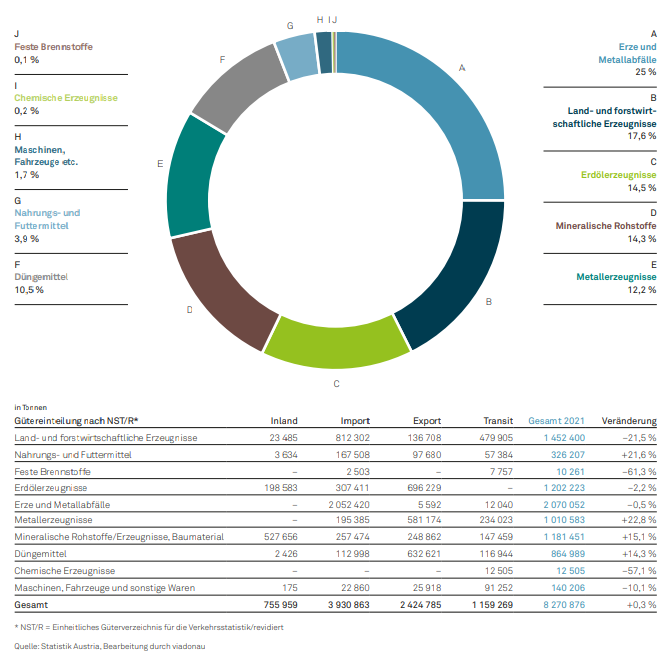 J
Feste Brennstoffe
0,1 %
I
Chemische Erzeugnisse
0,2 %
H
Maschinen,
Fahrzeuge etc.
1,7 %
G
Nahrungs- und
Futtermittel
3,9 %
F
Düngemittel
10,5 %
G
H I J
F
A
E
B
D
C
A
Erze und
Metallabfälle
25 %
B
Land- und forstwirt-
schaftliche Erzeugnisse
17,6 %
C
Erdölerzeugnisse
14,5 %
D
Mineralische Rohstoffe
14,3 %
E
Metallerzeugnisse
12,2 %
in Tonnen
Gütereinteilung nach NST/R* Inland Import Export Transit Gesamt 2021 Veränderung
Land- und forstwirtschaftliche Erzeugnisse 23 485 812 302 136 708 479 905 1 452 400 –21,5 %
Nahrungs- und Futtermittel 3 634 167 508 97 680 57 384 326 207 +21,6 %
Feste Brennstoffe – 2 503 – 7 757 10 261 –61,3 %
Erdölerzeugnisse 198 583 307 411 696 229 – 1 202 223 –2,2 %
Erze und Metallabfälle – 2 052 420 5 592 12 040 2 070 052 –0,5 %
Metallerzeugnisse – 195 385 581 174 234 023 1 010 583 +22,8 %
Mineralische Rohstoffe/Erzeugnisse, Baumaterial 527 656 257 474 248 862 147 459 1 181 451 +15,1 %
Düngemittel 2 426 112 998 632 621 116 944 864 989 +14,3 %
Chemische Erzeugnisse – – – 12 505 12 505 –57,1 %
Maschinen, Fahrzeuge und sonstige Waren 175 22 860 25 918 91 252 140 206 –10,1 %
Gesamt 755 959 3 930 863 2 424 785 1 159 269 8 270 876 +0,3 %
* NST/R = Einheitliches Güterverzeichnis für die Verkehrsstatistik/revidiert
Quelle: Statistik Austria, Bearbeitung durch viadonau